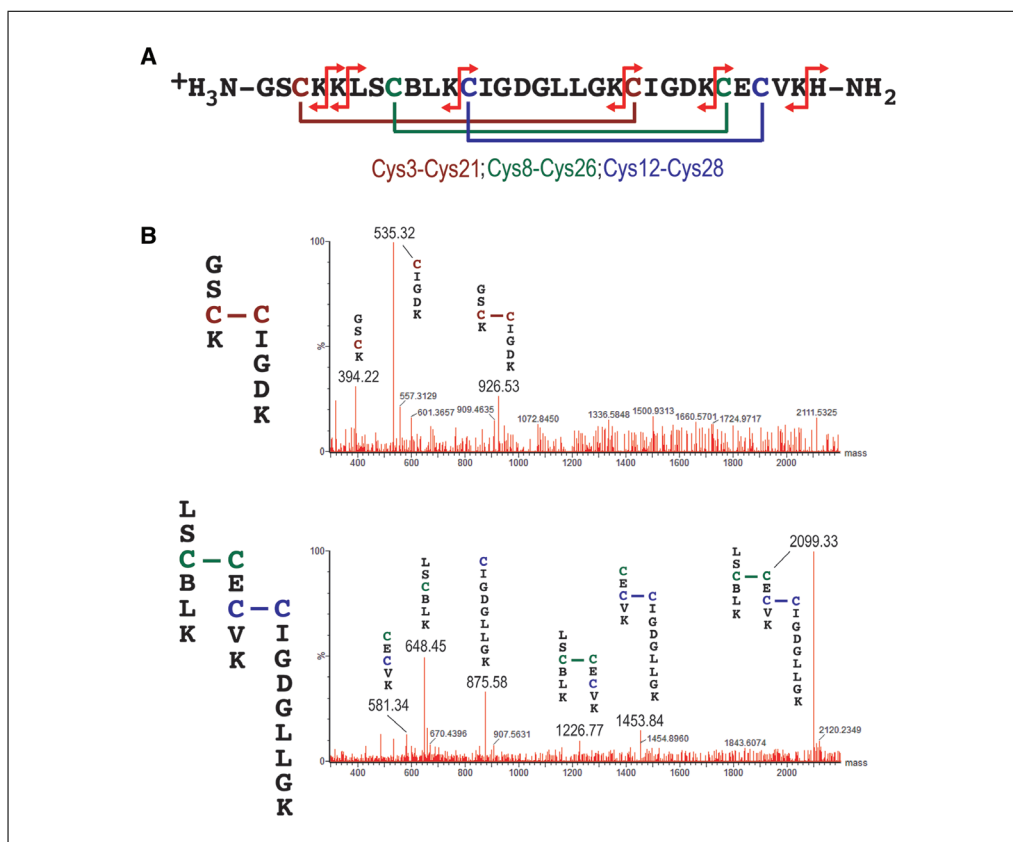 A
+H3N-GSCKKLSCBLKCIGDGLLGKCIGDKCECVKH-NH2
Cys3-Cys21;Cys8-Cys26;Cys12-Cys28
B
G
S
C – C
K I
G
D
K
100
%
0
535.32
C
I
G
D
K
G
S
C
K
394.22
G
S
C – C
K I
G
D
K
926.53
557.3129
601.3657
909.4635
1072.8450
1336.5848
1500.9313
1660.5701
1724.9717
2111.5325
400 600 800 1000 1200 1400 1600 1800 2000 mass
L
S
C – C
B E
L C – C
K V I
K G
D
G
L
L
G
K
100
%
0
C
E
C
V
K
581.34
L
S
C
B
L
K
648.45
C
I
G
D
G
L
L
G
K
875.58
670.4396
907.5631
L
S
C – C
B E
L C
K V
K
1226.77
C
E
C – C
V I
K G
D
G
L
L
G
K
1453.84
1454.8960
L
S
C – C
B E
L C – C
K V I
K G
D
G
L
L
G
K
2099.33
1843.6074
2120.2349
400 600 800 1000 1200 1400 1600 1800 2000 mass